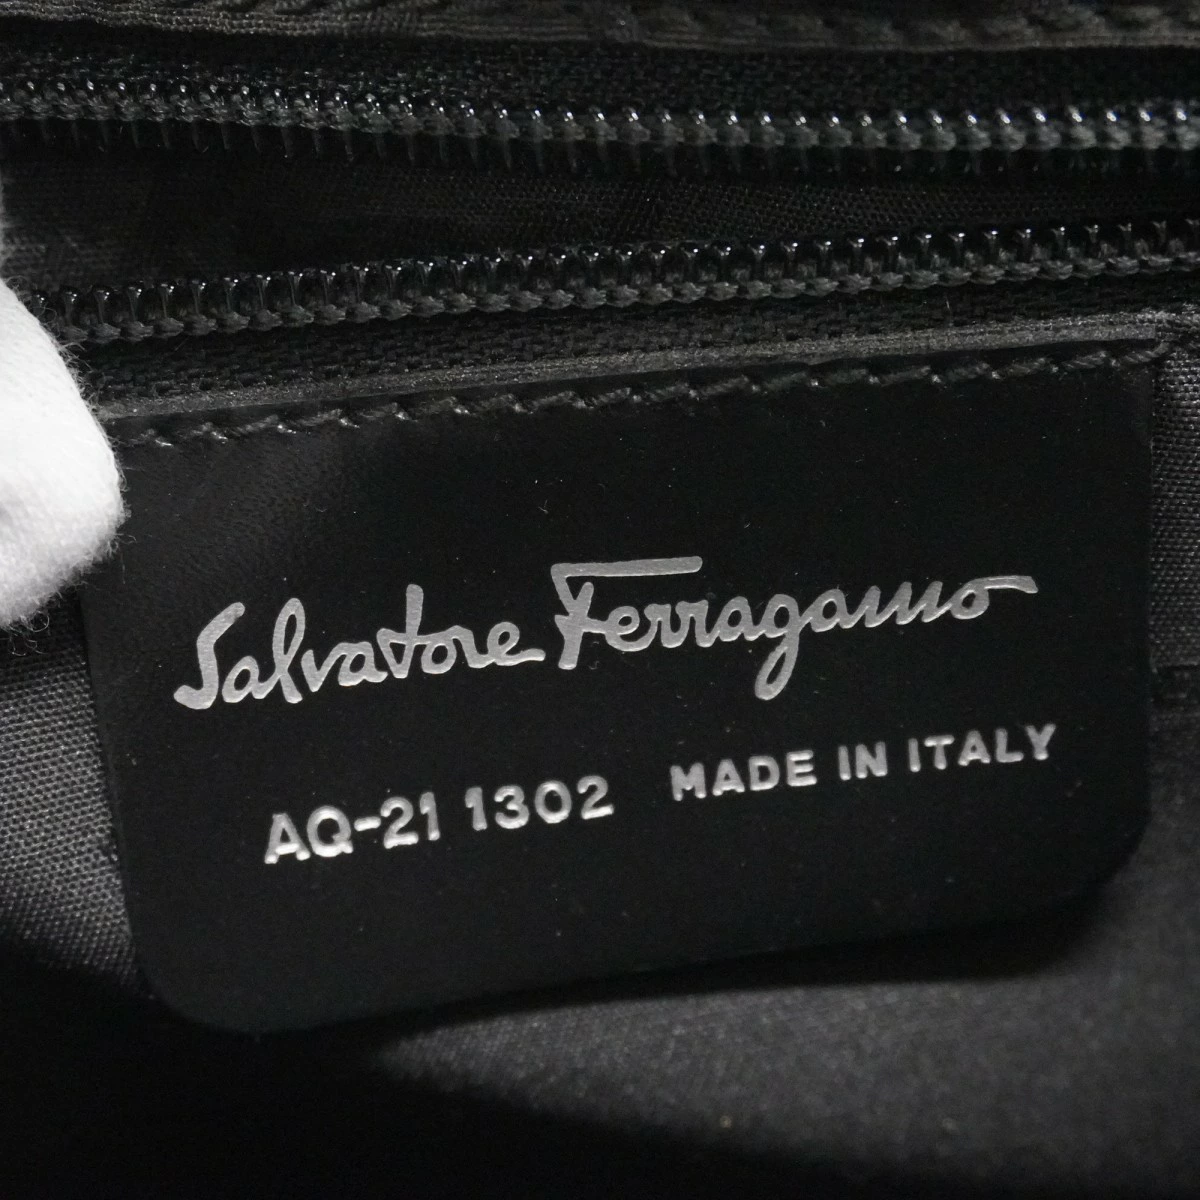 Salvatore Ferragamo
AQ-21 1302 MADE IN ITALY